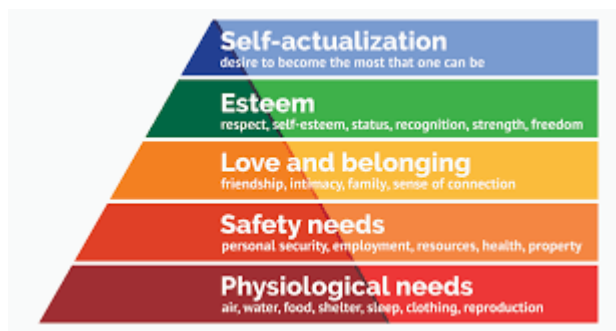 Self-actualization
desire to become the most that one can be
Esteem
respect, self-esteem, status, recognition, strength, freedom
Love and belonging
friendship, intimacy, family, sense of connection
Safety needs
personal security, employment, resources, health, property
Physiological needs
air, water, food, shelter, sleep, clothing, reproduction